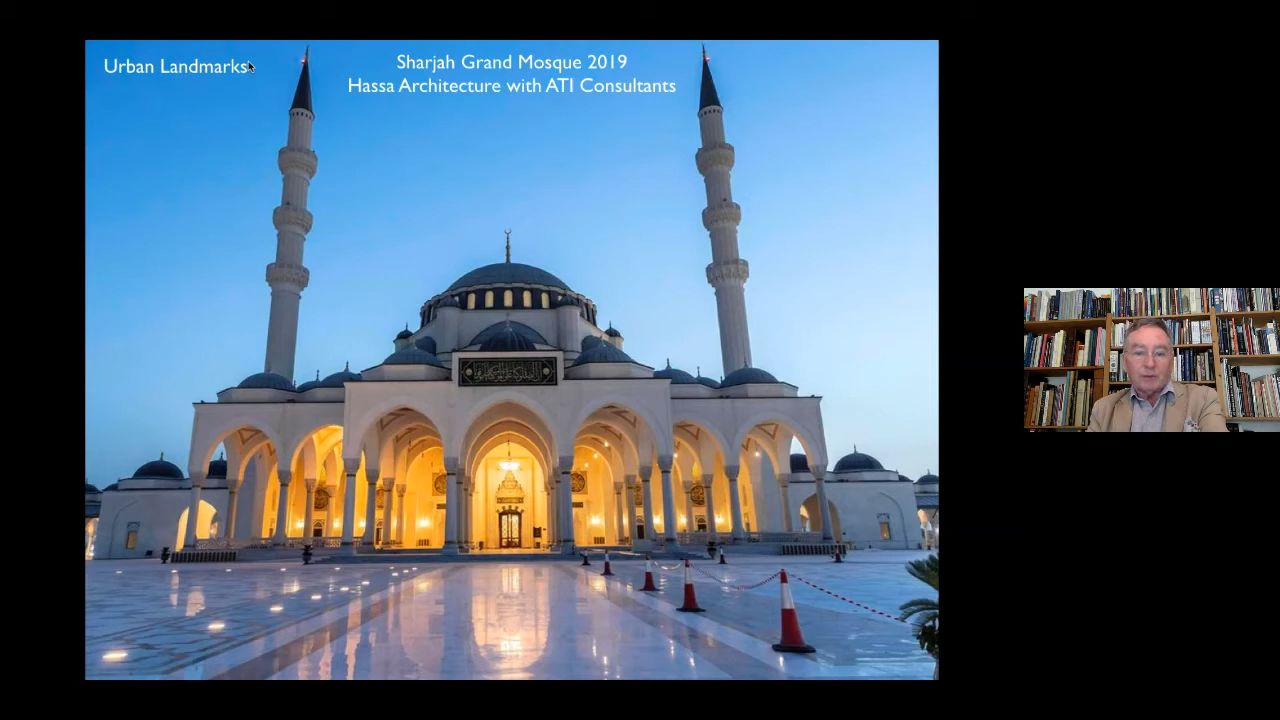 Urban Landmarks
Sharjah Grand Mosque 2019
Hassa Architecture with ATI Consultants